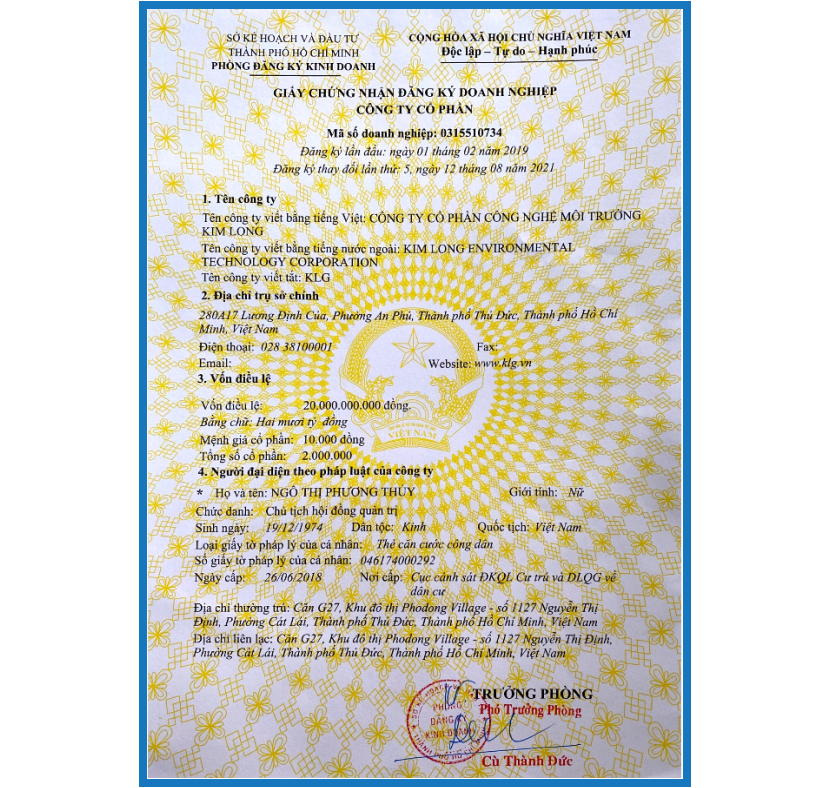 SỞ KẾ HOẠCH VÀ ĐẦU TƯ
THÀNH PHỐ HỒ CHÍ MINH
PHÒNG ĐĂNG KÝ KINH DOANH
CỘNG HÒA XÃ HỘI CHỦ NGHĨA VIỆT NAM
Độc lập – Tự do – Hạnh phúc
GIẤY CHỨNG NHẬN ĐĂNG KÝ DOANH NGHIỆP
CÔNG TY CỔ PHẦN
Mã số doanh nghiệp: 0315510734
Đăng ký lần đầu: ngày 01 tháng 02 năm 2019
Đăng ký thay đổi lần thứ: 5, ngày 12 tháng 08 năm 2021
1. Tên công ty
Tên công ty viết bằng tiếng Việt: CÔNG TY CỔ PHẦN CÔNG NGHỆ MÔI TRƯỜNG
KIM LONG
Tên công ty viết bằng tiếng nước ngoài: KIM LONG ENVIRONMENTAL
TECHNOLOGY CORPORATION
Tên công ty viết tắt: KLG
2. Địa chỉ trụ sở chính
280A17 Lương Định Của, Phường An Phú, Thành phố Thủ Đức, Thành phố Hồ Chí
Minh, Việt Nam
Điện thoại: 028 38100001 Fax:
Email: Website: www.klg.vn
3. Vốn điều lệ
Vốn điều lệ: 20.000.000.000 đồng.
Bằng chữ: Hai mươi tỷ đồng
Mệnh giá cổ phần: 10.000 đồng
Tổng số cổ phần: 2.000.000
VIỆT NAM
4. Người đại diện theo pháp luật của công ty
* Họ và tên: NGÔ THỊ PHƯƠNG THÙY Giới tính: Nữ
Chức danh: Chủ tịch hội đồng quản trị
Sinh ngày: 19/12/1974 Dân tộc: Kinh Quốc tịch: Việt Nam
Loại giấy tờ pháp lý của cá nhân: Thẻ căn cước công dân
Số giấy tờ pháp lý của cá nhân: 046174000292
Ngày cấp: 26/06/2018 Nơi cấp: Cục cảnh sát ĐKQL Cư trú và DLQG về
dân cư
Địa chỉ thường trú: Căn G27, Khu đô thị Phodong Village - số 1127 Nguyễn Thị
Định, Phường Cát Lái, Thành phố Thủ Đức, Thành phố Hồ Chí Minh, Việt Nam
Địa chỉ liên lạc: Căn G27, Khu đô thị Phodong Village - số 1127 Nguyễn Thị Định,
Phường Cát Lái, Thành phố Thủ Đức, Thành phố Hồ Chí Minh, Việt Nam
TRƯỞNG PHÒNG
Phó Trưởng Phòng
PHÒNG
ĐĂNG KÝ
KINH DOANH
Cù Thành Đức